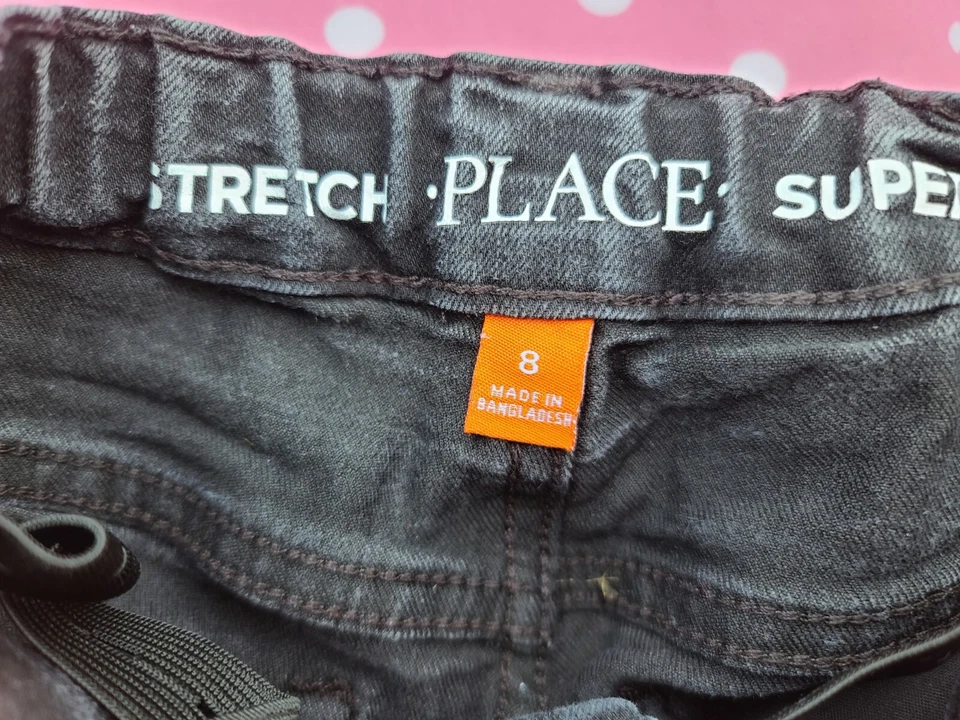 STRETCH ·PLACE· SUPER
8
MADE IN
BANGLADESH